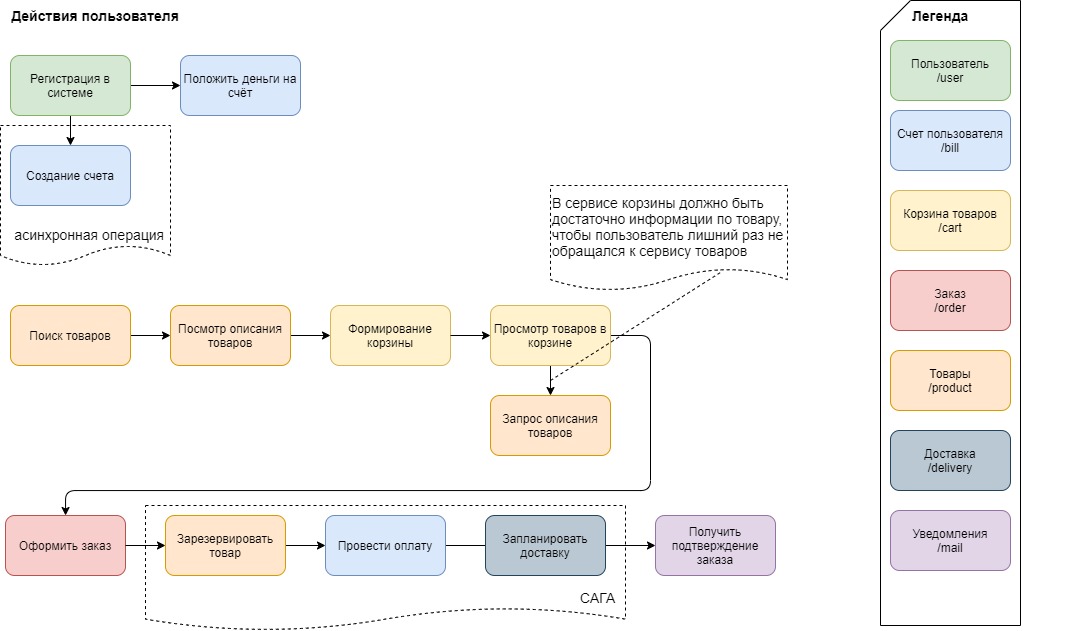 Действия пользователя
Регистрация в
системе
Положить деньги на
счёт
Создание счета
асинхронная операция
В сервисе корзины должно быть
достаточно информации по товару,
чтобы пользователь лишний раз не
обращался к сервису товаров
Поиск товаров
Посмотр описания
товаров
Формирование
корзины
Просмотр товаров в
корзине
Запрос описания
товаров
Оформить заказ
Зарезервировать
товар
Провести оплату
Запланировать
доставку
Получить
подтверждение
заказа
САГА
Легенда
Пользователь
/user
Счет пользователя
/bill
Корзина товаров
/cart
Заказ
/order
Товары
/product
Доставка
/delivery
Уведомления
/mail